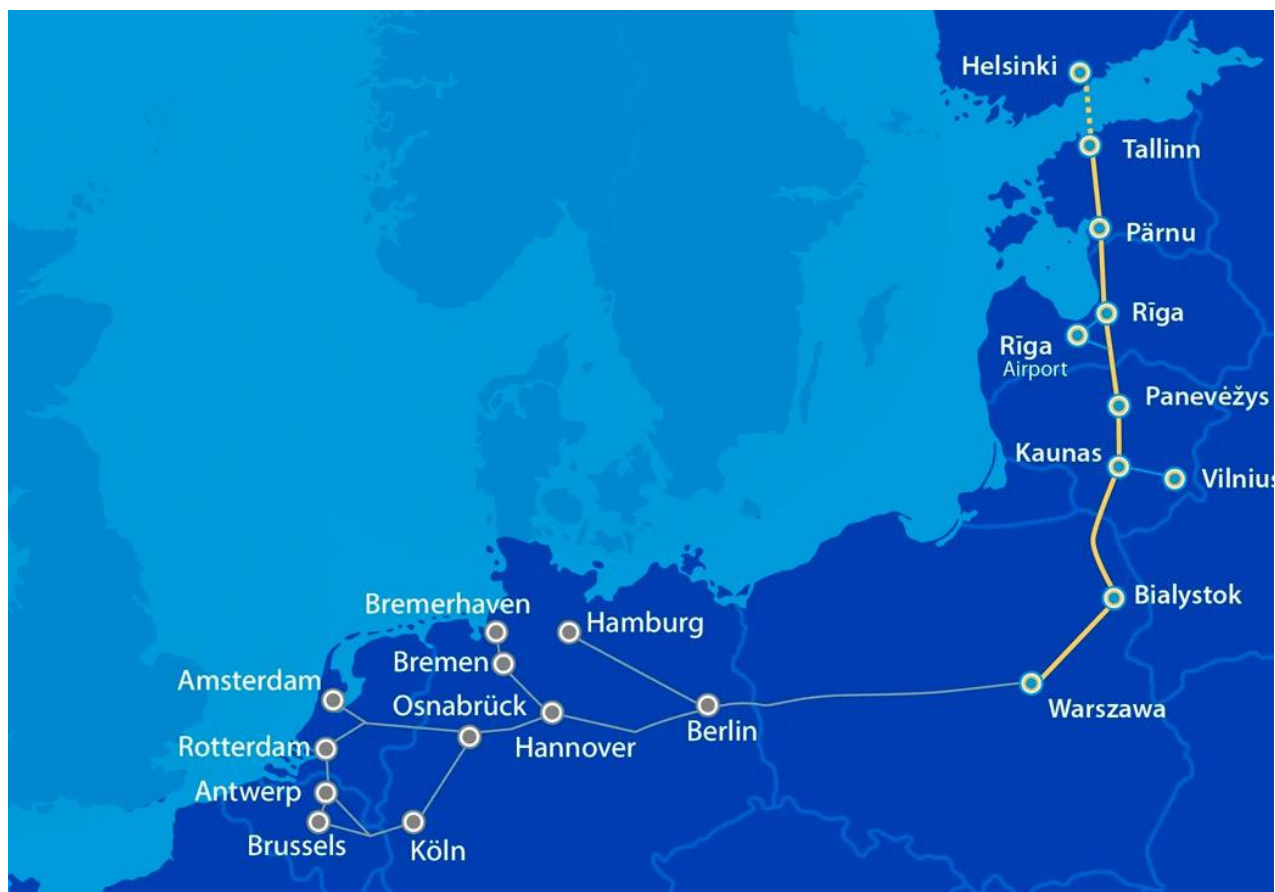 Helsinki
Tallinn
Pärnu
Rīga
Rīga
Airport
Panevėžys
Kaunas
Vilnius
Bialystok
Bremerhaven
Hamburg
Bremen
Amsterdam
Osnabrück
Warszawa
Berlin
Rotterdam
Hannover
Antwerp
Brussels
Köln